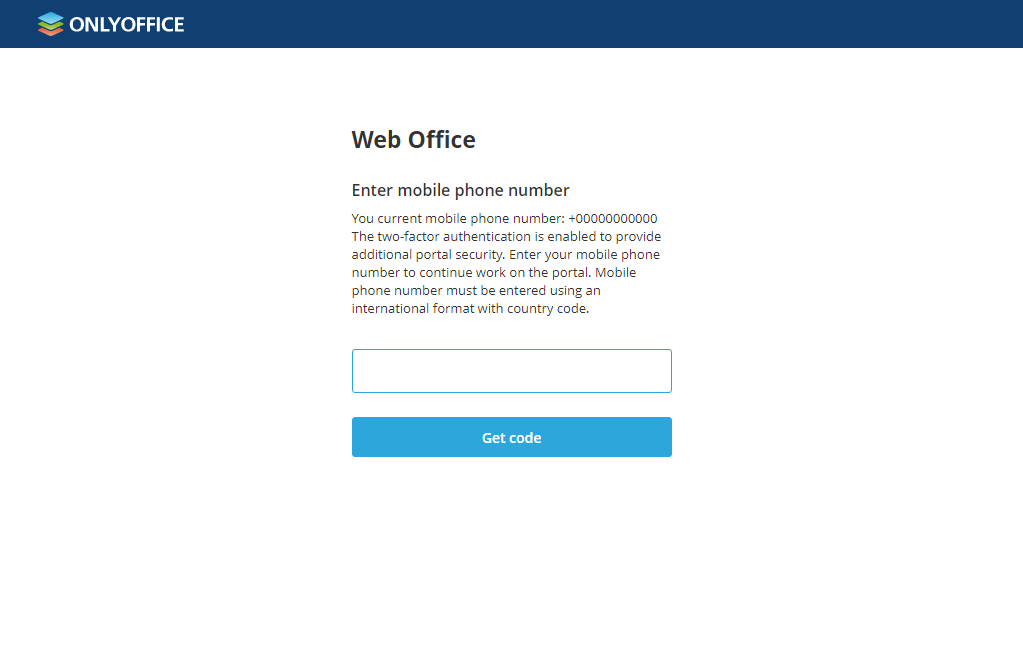 ONLYOFFICE
Web Office
Enter mobile phone number
You current mobile phone number: +00000000000
The two-factor authentication is enabled to provide
additional portal security. Enter your mobile phone
number to continue work on the portal. Mobile
phone number must be entered using an
international format with country code.
Get code